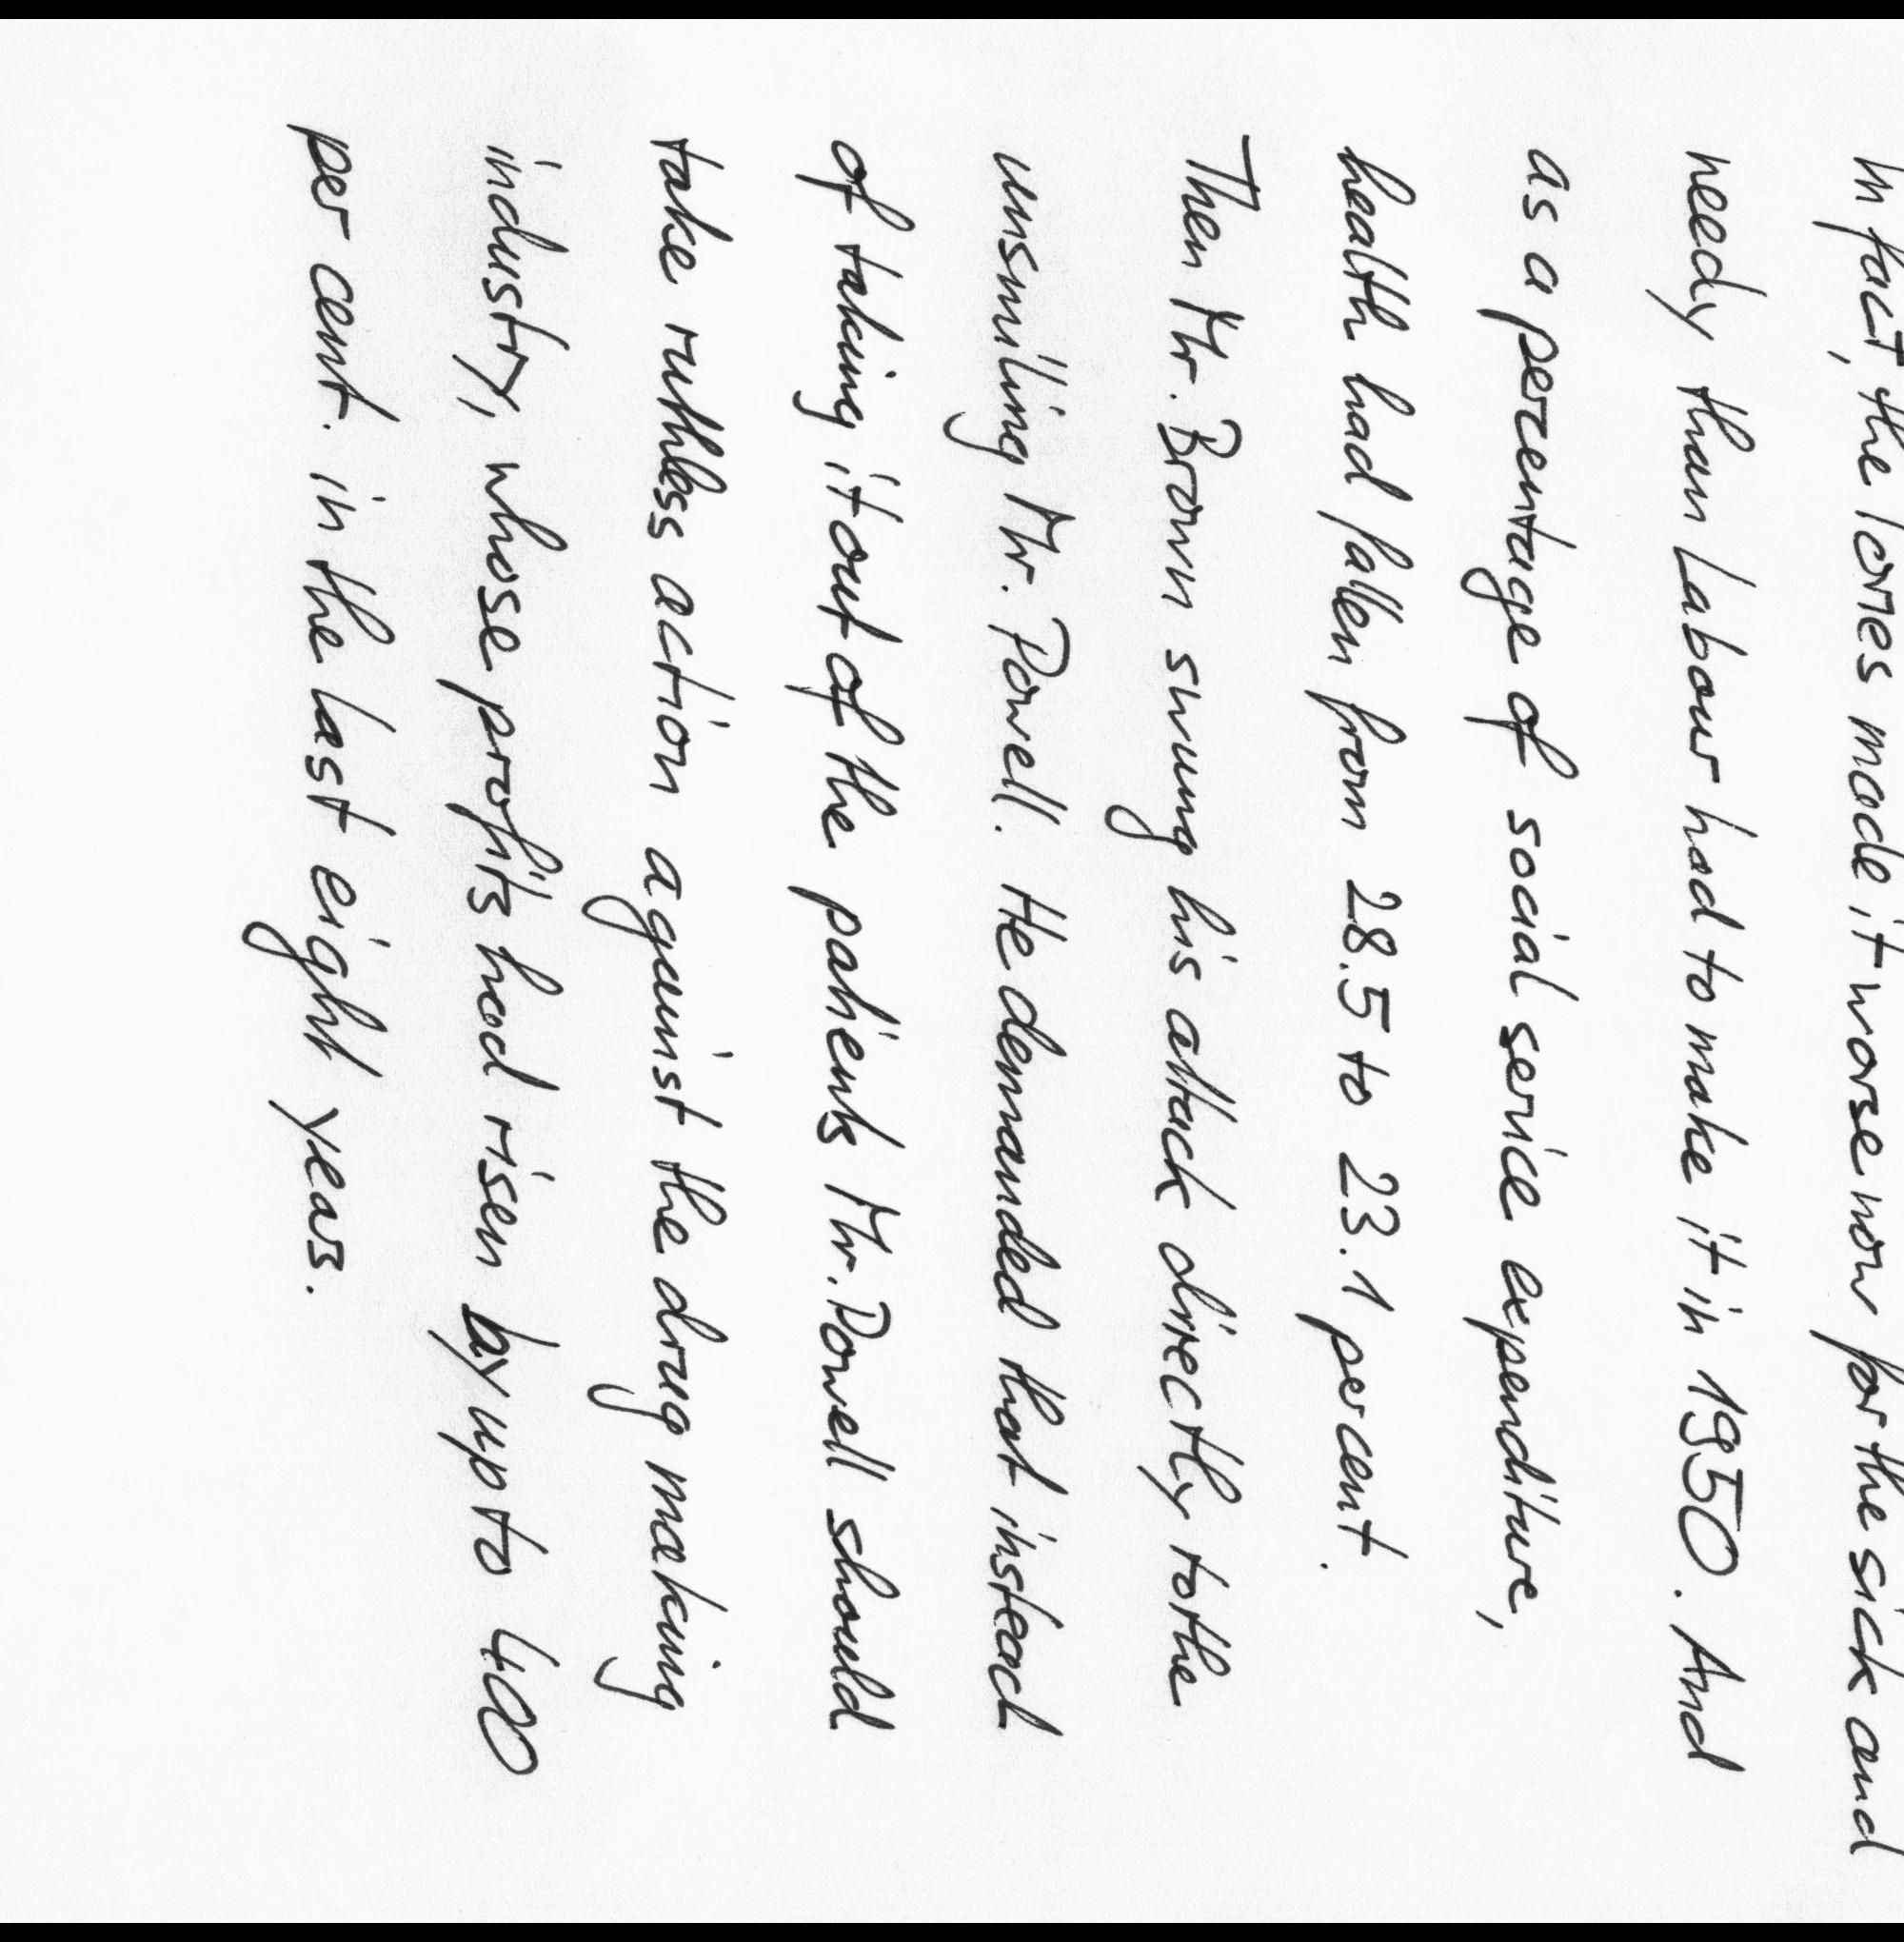 In fact, the Tories made it worse now for the sick and
needy than Labour had to make it in 1950. And
as a percentage of social service expenditure,
health had fallen from 28.5 to 23.1 per cent.
Then Mr. Brown swung his attack directly to the
unsmiling Mr. Powell. He demanded that instead
of taking it out of the patients Mr. Powell should
take ruthless action against the drug making
industry, whose profits had risen by up to 400
per cent. in the last eight years.